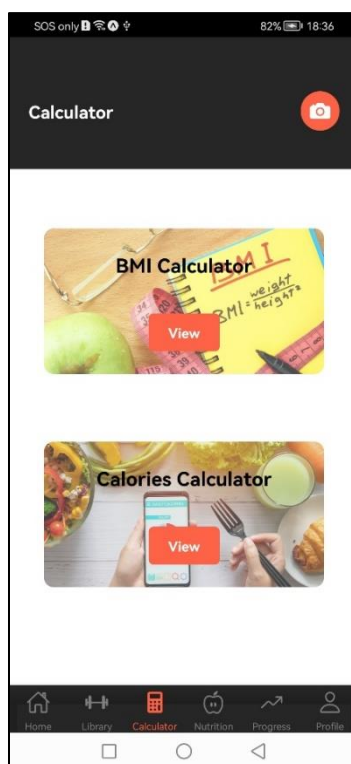 SOS only 82% 18:36
Calculator
BMI Calculator
BMI
BMI = weight
height²
View
Calories Calculator
View
Home Library Calculator Nutrition Progress Profile